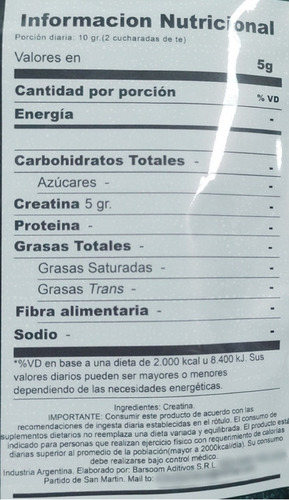 Informacion Nutricional
Porción diaria: 10 gr.(2 cucharadas de te)
Valores en 5g
Cantidad por porción % VD
Energía -
-
Carbohidratos Totales - -
Azúcares - -
Creatina 5 gr. -
Proteina - -
Grasas Totales - -
Grasas Saturadas - -
Grasas Trans - -
Fibra alimentaria - -
Sodio - -
*%VD en base a una dieta de 2.000 kcal u 8.400 kJ. Sus
valores diarios pueden ser mayores o menores
dependiendo de las necesidades energéticas.
Ingredientes: Creatina.
IMPORTANTE: Consumir este producto de acuerdo con las
recomendaciones de ingesta diaria establecidas en el rótulo. El consumo de
suplementos dietarios no reemplaza una dieta variada y equilibrada. El producto está
indicado para personas que realizan ejercicio físico con requerimiento de calorías
diarias superior al promedio de la población(mayor a 2000kcal/día). Su consumo
debe realizarse bajo control médico
Industria Argentina. Elaborado por: Barsoom Aditivos S.R.L
Partido de San Martin. Mail to: